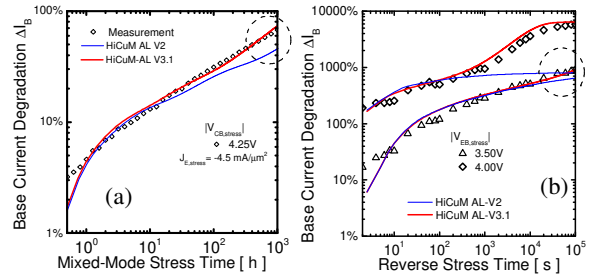 Base Current Degradation ΔI_B
100%
10%
1%
◇ Measurement
HiCuM AL V2
HiCuM-AL V3.1
|V_CB,stress|
◇ 4.25V
J_E,stress = -4.5 mA/μm²
(a)
10^0 10^1 10^2 10^3
Mixed-Mode Stress Time [ h ]
Base Current Degradation ΔI_B
10000%
1000%
100%
10%
1%
|V_EB,stress|
△ 3.50V
◇ 4.00V
HiCuM AL-V2
HiCuM AL-V3.1
(b)
10^1 10^2 10^3 10^4 10^5
Reverse Stress Time [ s ]